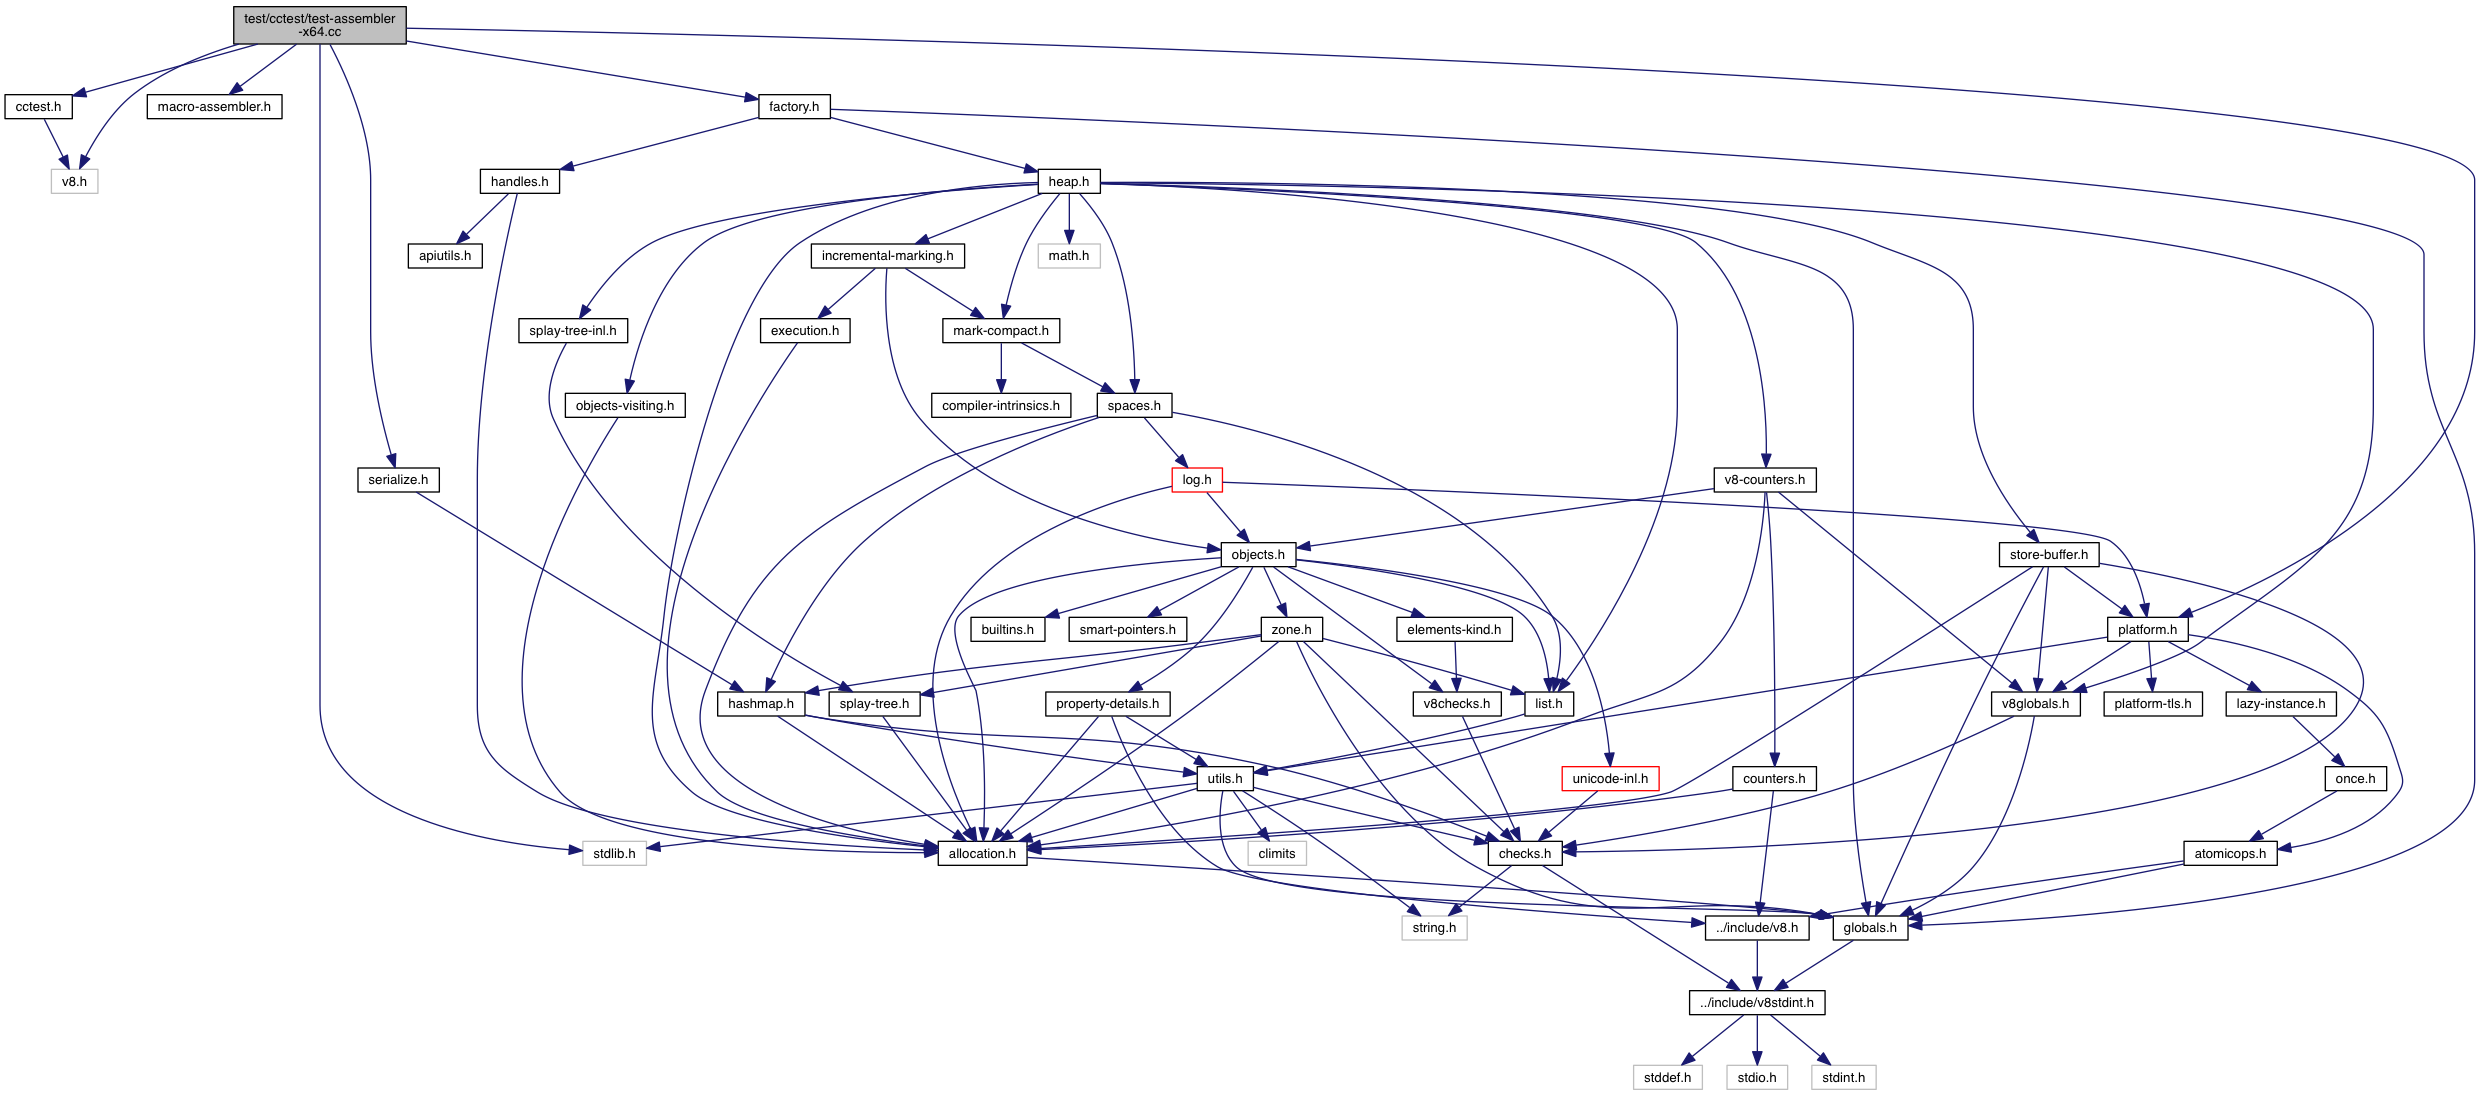 test/cctest/test-assembler
-x64.cc
cctest.h
macro-assembler.h
factory.h
v8.h
handles.h
heap.h
apiutils.h
incremental-marking.h
math.h
splay-tree-inl.h
execution.h
mark-compact.h
objects-visiting.h
compiler-intrinsics.h
spaces.h
serialize.h
log.h
v8-counters.h
objects.h
store-buffer.h
builtins.h
smart-pointers.h
zone.h
elements-kind.h
platform.h
hashmap.h
splay-tree.h
property-details.h
v8checks.h
list.h
v8globals.h
platform-tls.h
lazy-instance.h
utils.h
unicode-inl.h
counters.h
once.h
stdlib.h
allocation.h
climits
checks.h
atomicops.h
string.h
../include/v8.h
globals.h
../include/v8stdint.h
stddef.h
stdio.h
stdint.h